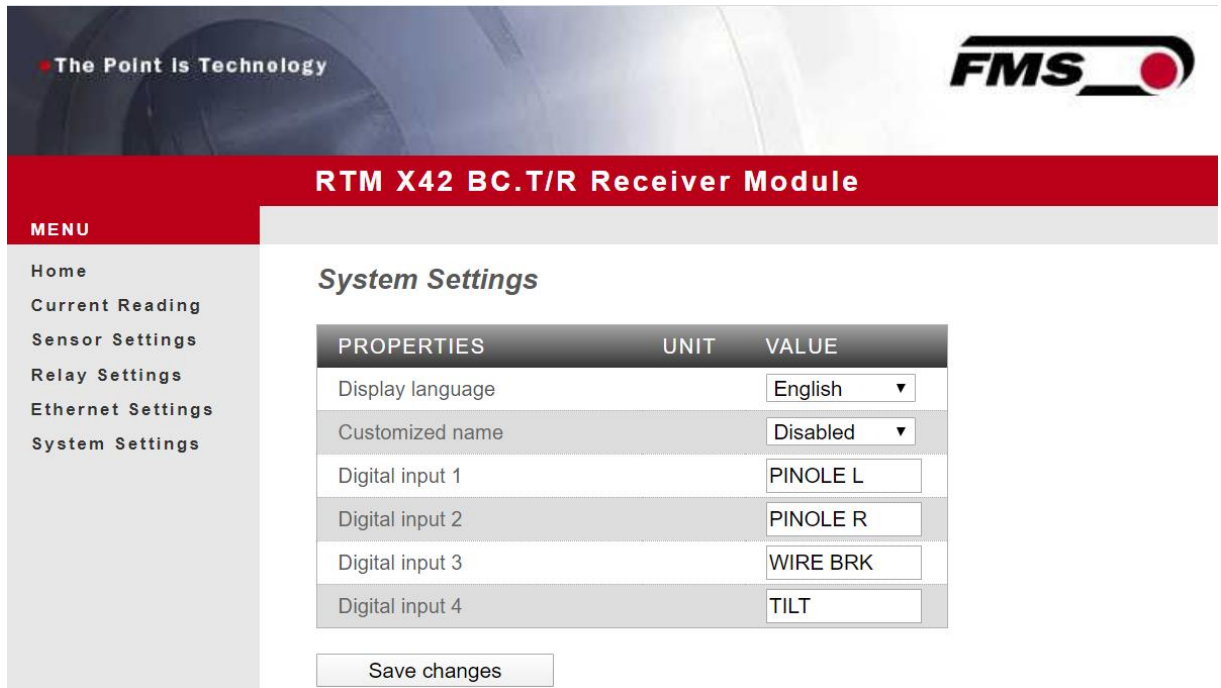 The Point is Technology
FMS
RTM X42 BC.T/R Receiver Module
MENU
Home
Current Reading
Sensor Settings
Relay Settings
Ethernet Settings
System Settings
System Settings
PROPERTIES UNIT VALUE
Display language English
Customized name Disabled
Digital input 1 PINOLE L
Digital input 2 PINOLE R
Digital input 3 WIRE BRK
Digital input 4 TILT
Save changes